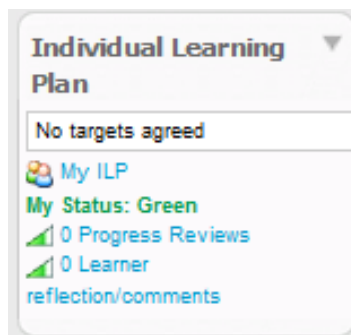 Individual Learning
Plan
No targets agreed
My ILP
My Status: Green
0 Progress Reviews
0 Learner
reflection/comments